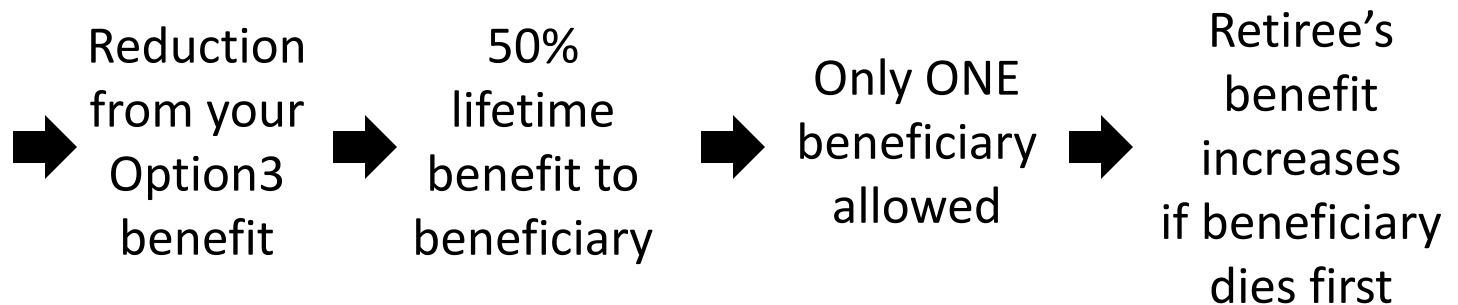 Reduction
from your
Option3
benefit
50%
lifetime
benefit to
beneficiary
Only ONE
beneficiary
allowed
Retiree’s
benefit
increases
if beneficiary
dies first